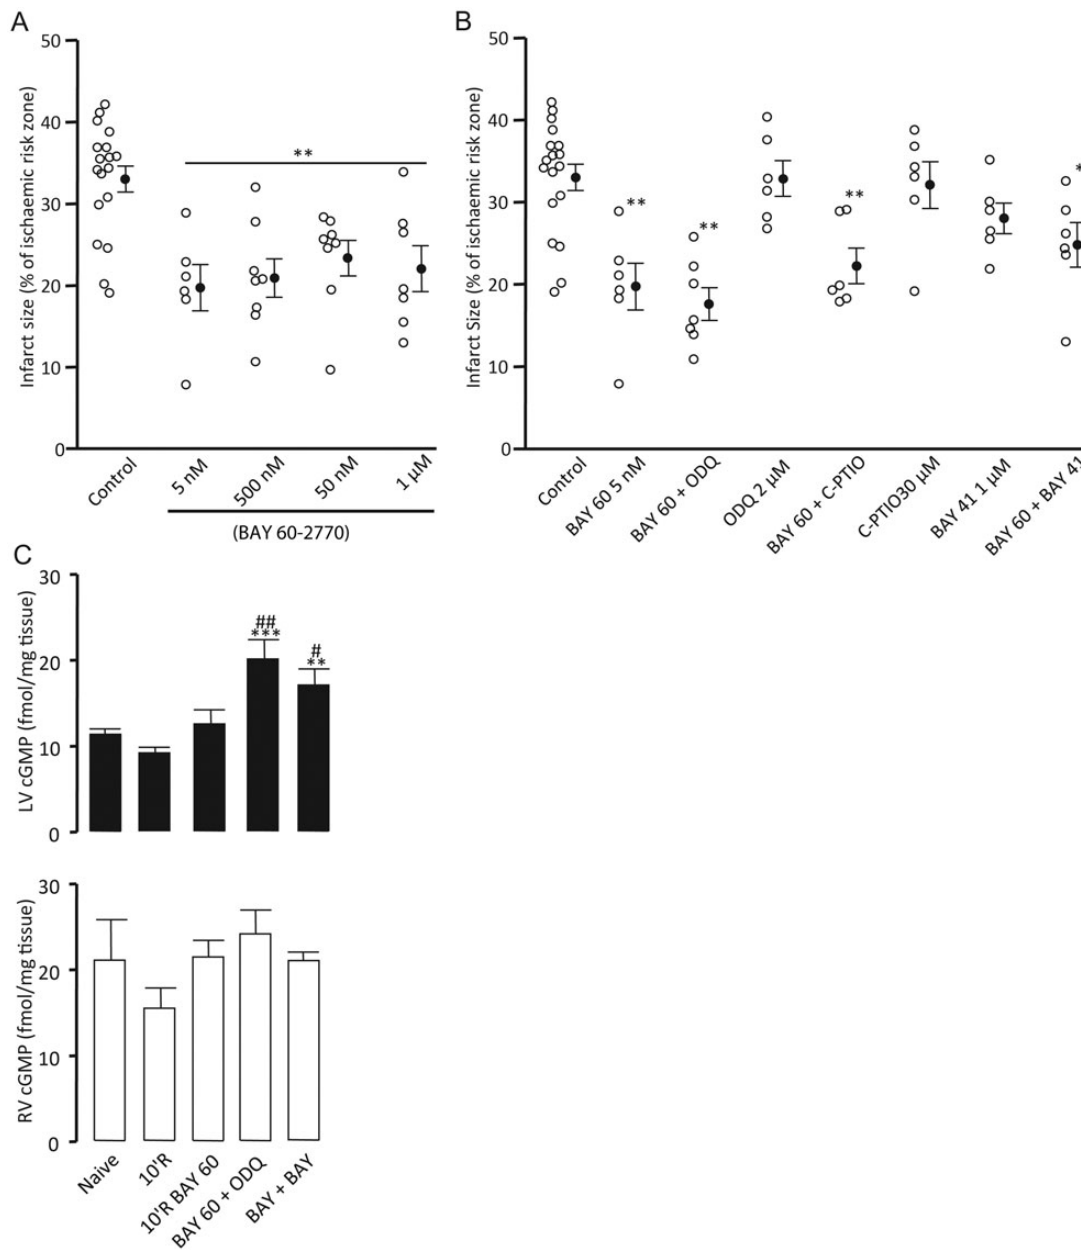 A
50
40
30
20
10
0
Infarct size (% of ischaemic risk zone)
**
Control
5 nM
500 nM
50 nM
1 µM
(BAY 60-2770)
B
50
40
30
20
10
0
Infarct Size (% of ischaemic risk zone)
**
**
**
*
Control
BAY 60 5 nM
BAY 60 + ODQ
ODQ 2 µM
BAY 60 + C-PTIO
C-PTIO30 µM
BAY 41 1 µM
BAY 60 + BAY 41
C
30
20
10
0
LV cGMP (fmol/mg tissue)
##
***
#
**
30
20
10
0
RV cGMP (fmol/mg tissue)
Naive
10'R
10'R BAY 60
BAY 60 + ODQ
BAY + BAY